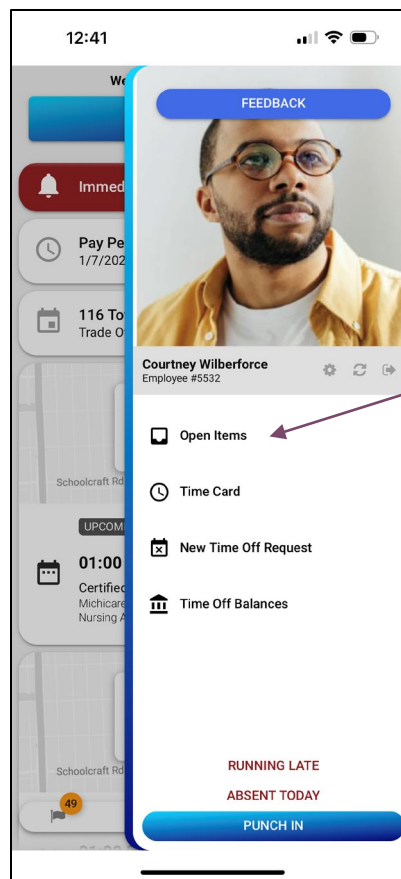 12:41
We
FEEDBACK
Immed
Pay Pe
1/7/202
116 To
Trade O
Courtney Wilberforce
Employee #5532
Open Items
Schoolcraft Rd
Time Card
UPCOM
01:00
New Time Off Request
Certified
Michicare
Nursing A
Time Off Balances
Schoolcraft Rd
RUNNING LATE
49
ABSENT TODAY
PUNCH IN